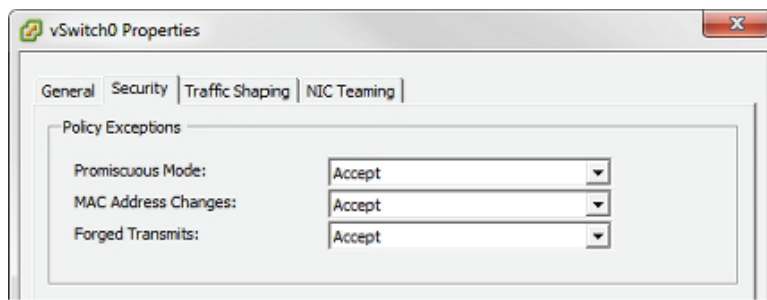 vSwitch0 Properties
General Security Traffic Shaping NIC Teaming
Policy Exceptions
Promiscuous Mode: Accept
MAC Address Changes: Accept
Forged Transmits: Accept